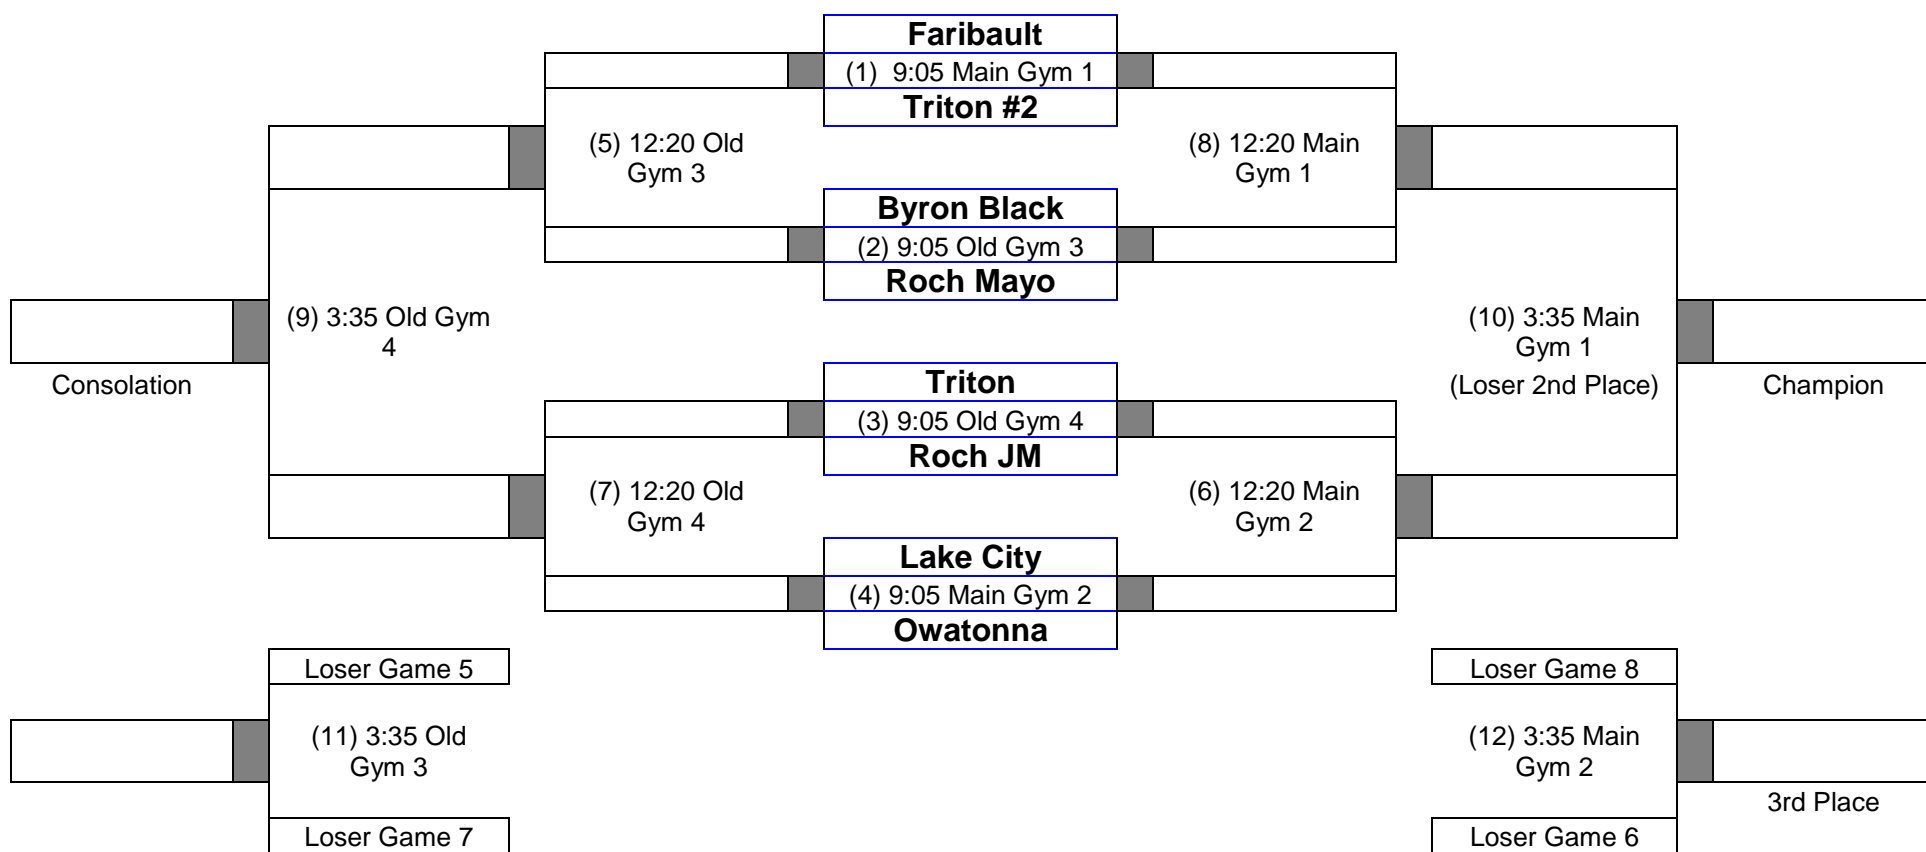 Faribault
(1)  9:05 Main Gym 1
Triton #2
(5) 12:20 Old
Gym 3
(8) 12:20 Main
Gym 1
Byron Black
(2) 9:05 Old Gym 3
Roch Mayo
(9) 3:35 Old Gym
4
(10) 3:35 Main
Gym 1
(Loser 2nd Place)
Consolation
Champion
Triton
(3) 9:05 Old Gym 4
Roch JM
(7) 12:20 Old
Gym 4
(6) 12:20 Main
Gym 2
Lake City
(4) 9:05 Main Gym 2
Owatonna
Loser Game 5
Loser Game 8
(11) 3:35 Old
Gym 3
(12) 3:35 Main
Gym 2
3rd Place
Loser Game 7
Loser Game 6